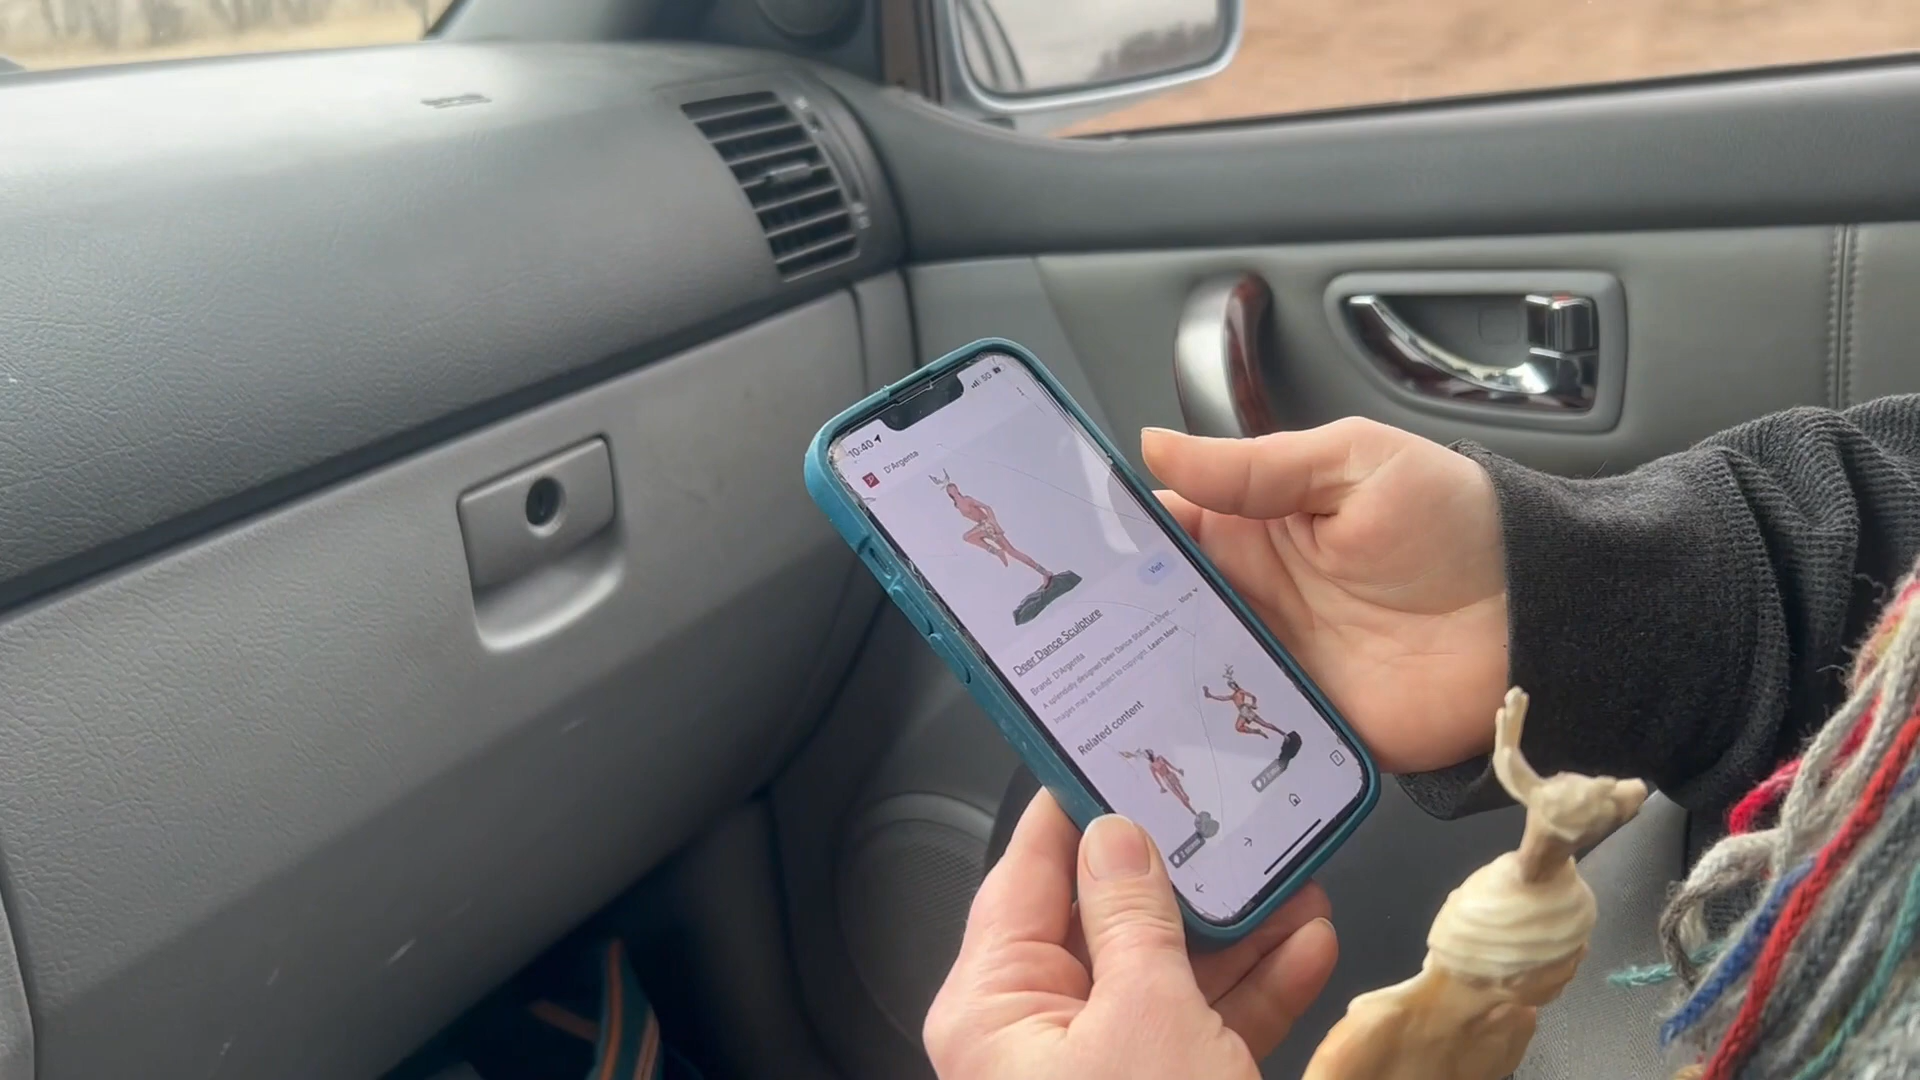 10:40
5G
D'Argenta
Visit
Deer Dance Sculpture
Brand: D'Argenta
A splendidly designed Deer Dance Statue in Silver,... More
Images may be subject to copyright. Learn More
Related content